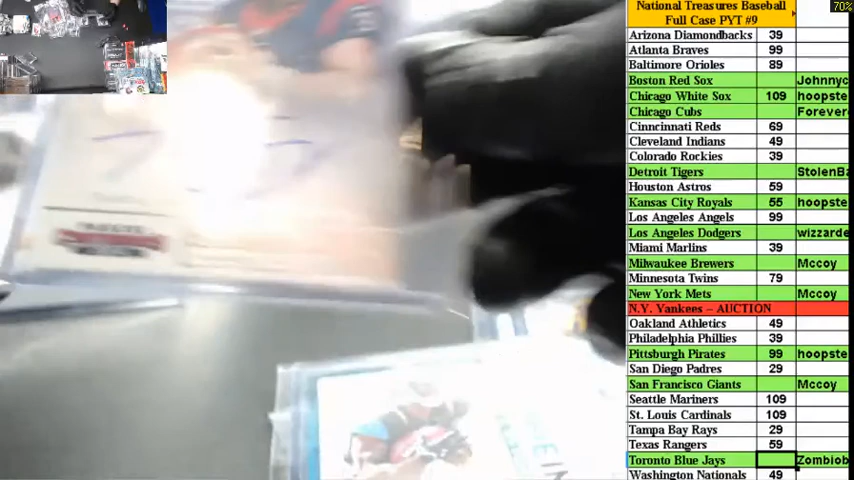 National Treasures Baseball
Full Case PYT #9
70%
Arizona Diamondbacks 39
Atlanta Braves 99
Baltimore Orioles 89
Boston Red Sox Johnnyc
Chicago White Sox 109 hoopste
Chicago Cubs Forever
Cinncinnati Reds 69
Cleveland Indians 49
Colorado Rockies 39
Detroit Tigers StolenBa
Houston Astros 59
Kansas City Royals 55 hoopste
Los Angeles Angels 99
Los Angeles Dodgers wizzarde
Miami Marlins 39
Milwaukee Brewers Mccoy
Minnesota Twins 79
New York Mets Mccoy
N.Y. Yankees – AUCTION
Oakland Athletics 49
Philadelphia Phillies 39
Pittsburgh Pirates 99 hoopste
San Diego Padres 29
San Francisco Giants Mccoy
Seattle Mariners 109
St. Louis Cardinals 109
Tampa Bay Rays 29
Texas Rangers 59
Toronto Blue Jays Zombiob
Washington Nationals 49